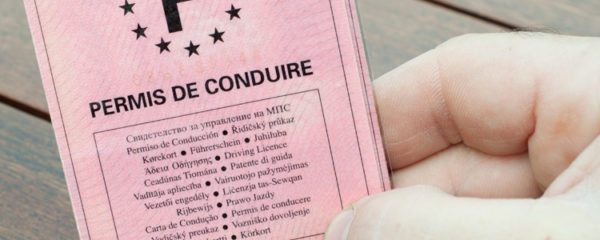 F
PERMIS DE CONDUIRE
Свидетелство за управление на МПС
Permiso de Conducción ● Řidičský průkaz
Kørekort ● Führerschein ● Juhiluba
Άδεια Οδήγησης ● Driving Licence
Ceadúnas Tiomána ● Patente di guida
Vadītāja apliecība ● Vairuotojo pažymėjimas
Vezetői engedély ● Liċenzja tas-Sewqan
Rijbewijs ● Prawo Jazdy
Carta de Condução ● Permis de conducere
Vodičský preukaz ● Vozniško dovoljenje
● Körkort